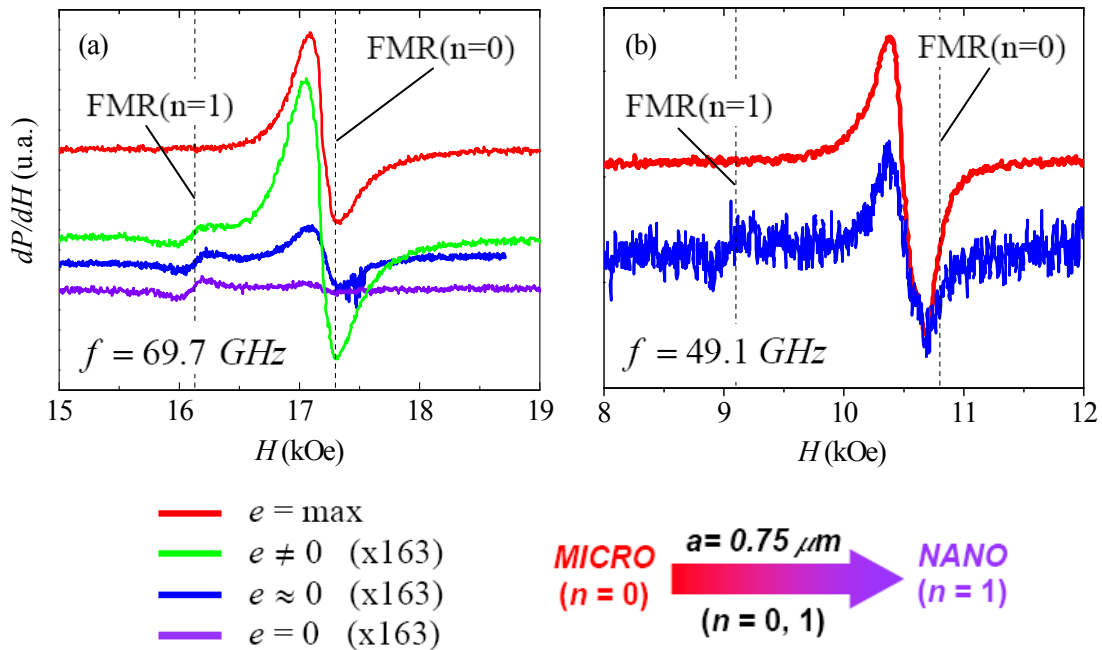 (a)
FMR(n=0)
FMR(n=1)
dP/dH (u.a.)
f = 69.7 GHz
15 16 17 18 19
H (kOe)
(b)
FMR(n=0)
FMR(n=1)
f = 49.1 GHz
8 9 10 11 12
H (kOe)
e = max
e ≠ 0 (x163)
e ≈ 0 (x163)
e = 0 (x163)
MICRO
(n = 0)
a= 0.75 μm
(n = 0, 1)
NANO
(n = 1)